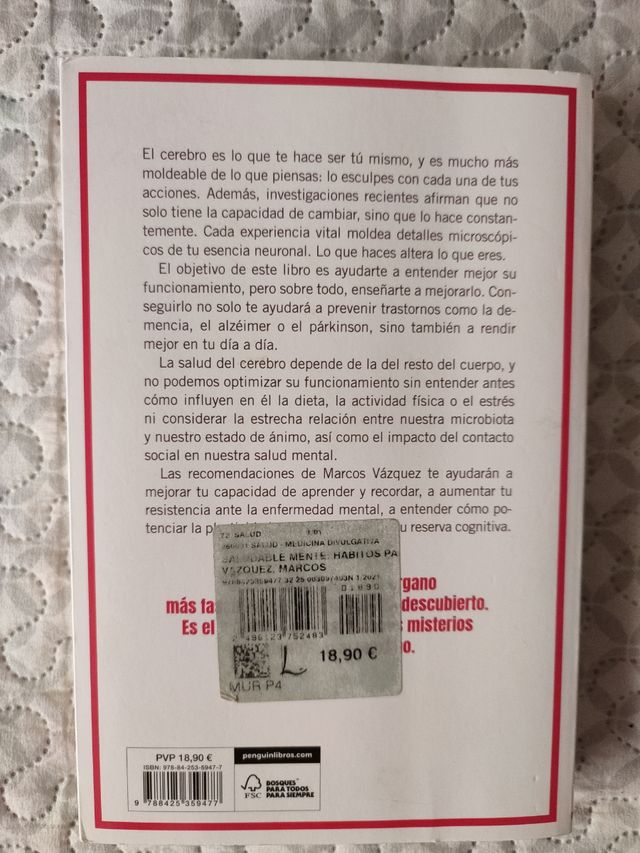 El cerebro es lo que te hace ser tú mismo, y es mucho más
moldeable de lo que piensas: lo esculpes con cada una de tus
acciones. Además, investigaciones recientes afirman que no
solo tiene la capacidad de cambiar, sino que lo hace constan-
temente. Cada experiencia vital moldea detalles microscópi-
cos de tu esencia neuronal. Lo que haces altera lo que eres.
El objetivo de este libro es ayudarte a entender mejor su
funcionamiento, pero sobre todo, enseñarte a mejorarlo. Con-
seguirlo no solo te ayudará a prevenir trastornos como la de-
mencia, el alzéimer o el párkinson, sino también a rendir
mejor en tu día a día.
La salud del cerebro depende de la del resto del cuerpo, y
no podemos optimizar su funcionamiento sin entender antes
cómo influyen en él la dieta, la actividad física o el estrés
ni considerar la estrecha relación entre nuestra microbiota
y nuestro estado de ánimo, así como el impacto del contacto
social en nuestra salud mental.
Las recomendaciones de Marcos Vázquez te ayudarán a
mejorar tu capacidad de aprender y recordar, a aumentar tu
resistencia ante la enfermedad mental, a entender cómo po-
tenciar la reserva cognitiva.
SALUD
SALUD - MEDICINA DIVULGATIVA
SALUDABLE MENTE: HABITOS PA
VÁZQUEZ, MARCOS
01890
2 498123 752483
18,90 €
MUR P4
más descubierto.
Es el misterios
PVP 18,90 €
ISBN: 978-84-253-5947-7
9 788425 359477
penguinlibros.com
FSC
BOSQUES
PARA TODOS
PARA SIEMPRE